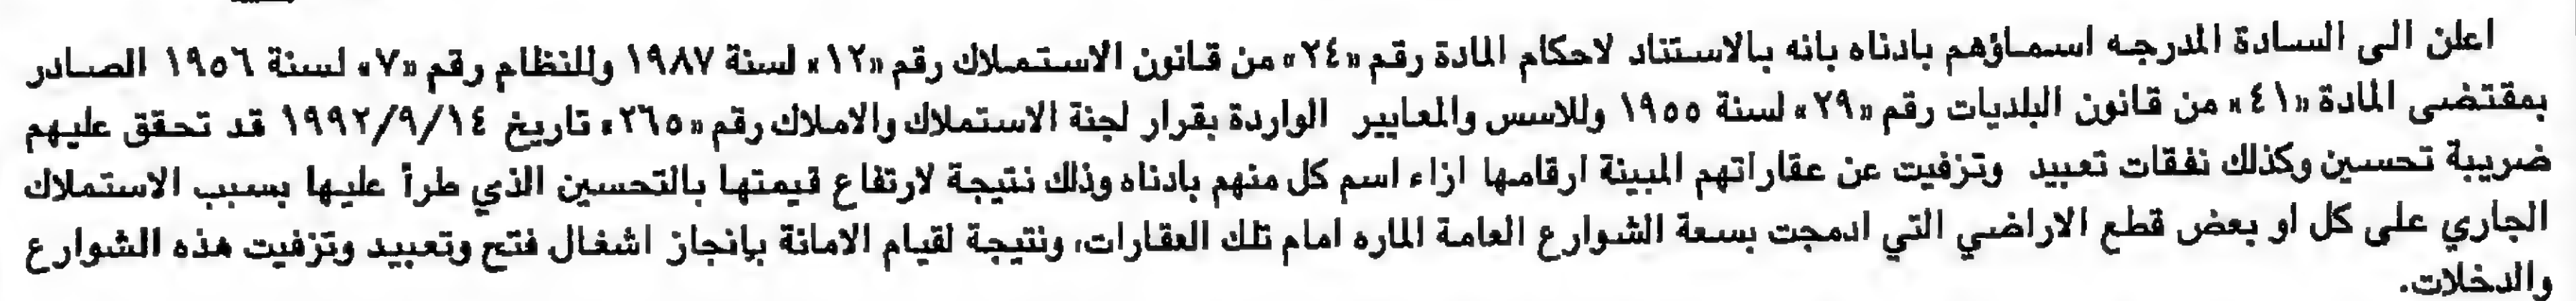 اعلن الى السادة المدرجه اسماؤهم بادناه بانه بالاستناد لاحكام المادة رقم «٢٤» من قانون الاستملاك رقم «١٢» لسنة ١٩٨٧ وللنظام رقم «٧» لسنة ١٩٥٦ الصادر
بمقتضى المادة «٤١» من قانون البلديات رقم «٢٩» لسنة ١٩٥٥ وللاسس والمعايير الواردة بقرار لجنة الاستملاك والاملاك رقم «٢٦٥» تاريخ ١٩٩٢/٩/١٤ قد تحقق عليهم
ضريبة تحسين وكذلك نفقات تعبيد وتزفيت عن عقاراتهم المبينة ارقامها ازاء اسم كل منهم بادناه وذلك نتيجة لارتفاع قيمتها بالتحسين الذي طرأ عليها بسبب الاستملاك
الجاري على كل او بعض قطع الاراضي التي ادمجت بسعة الشوارع العامة الماره امام تلك العقارات، ونتيجة لقيام الامانة بإنجاز اشغال فتح وتعبيد وتزفيت هذه الشوارع
والدخلات.